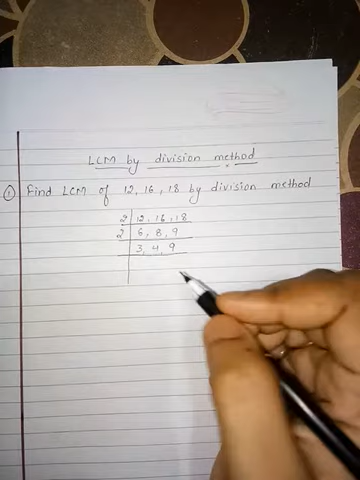 LCM by division method
① Find LCM of 12, 16, 18 by division method
2 | 12, 16, 18
2 | 6, 8, 9
3, 4, 9